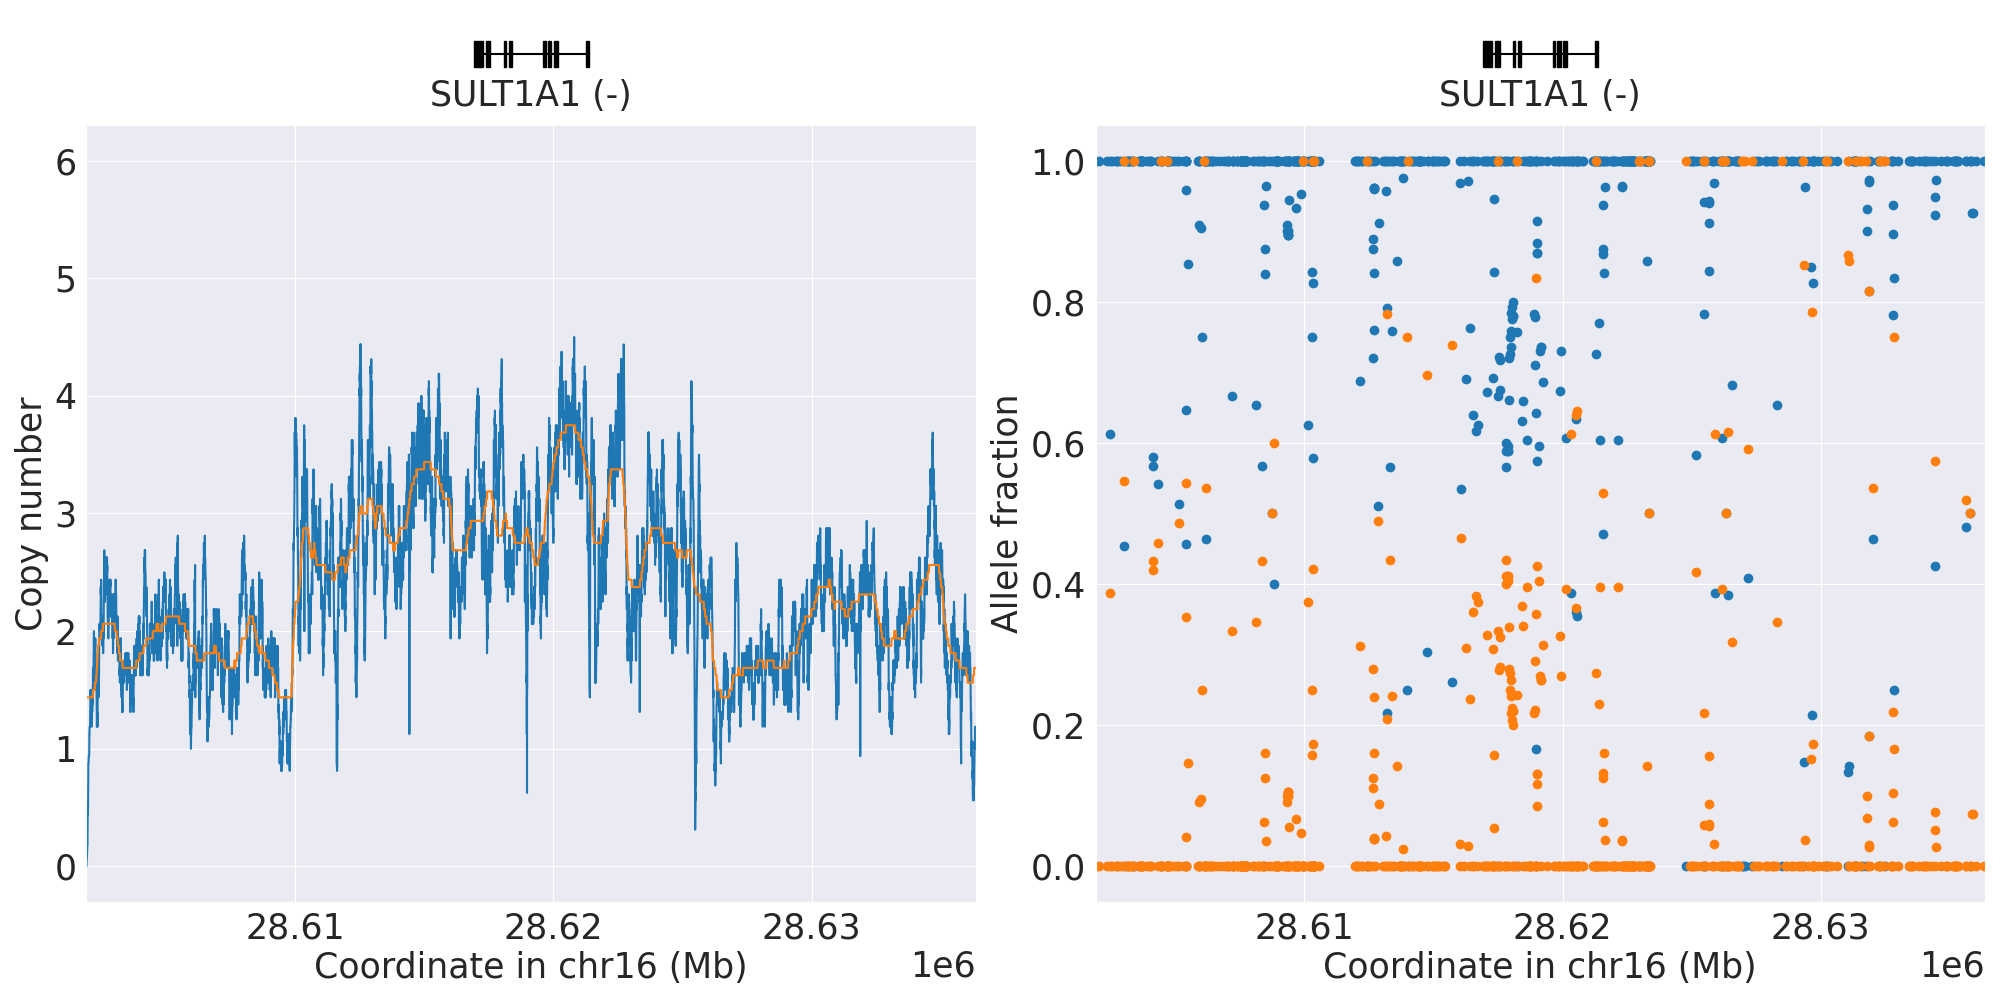 SULT1A1 (-)
6
5
4
3
2
1
0
Copy number
28.61
28.62
28.63
Coordinate in chr16 (Mb)
1e6
SULT1A1 (-)
1.0
0.8
0.6
0.4
0.2
0.0
Allele fraction
28.61
28.62
28.63
Coordinate in chr16 (Mb)
1e6